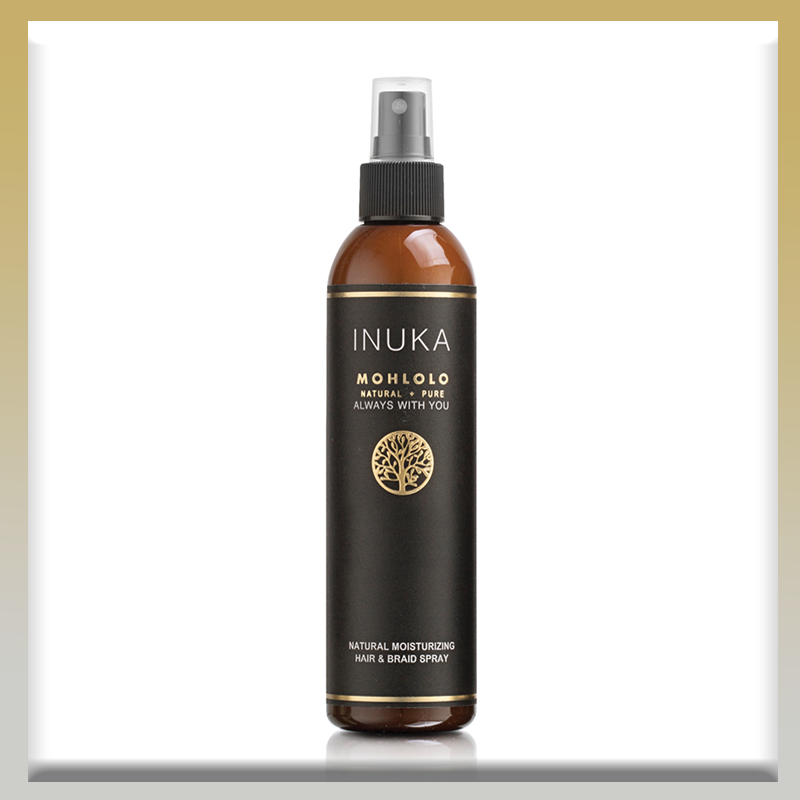 INUKA
MOHLOLO
NATURAL + PURE
ALWAYS WITH YOU
NATURAL MOISTURIZING
HAIR & BRAID SPRAY